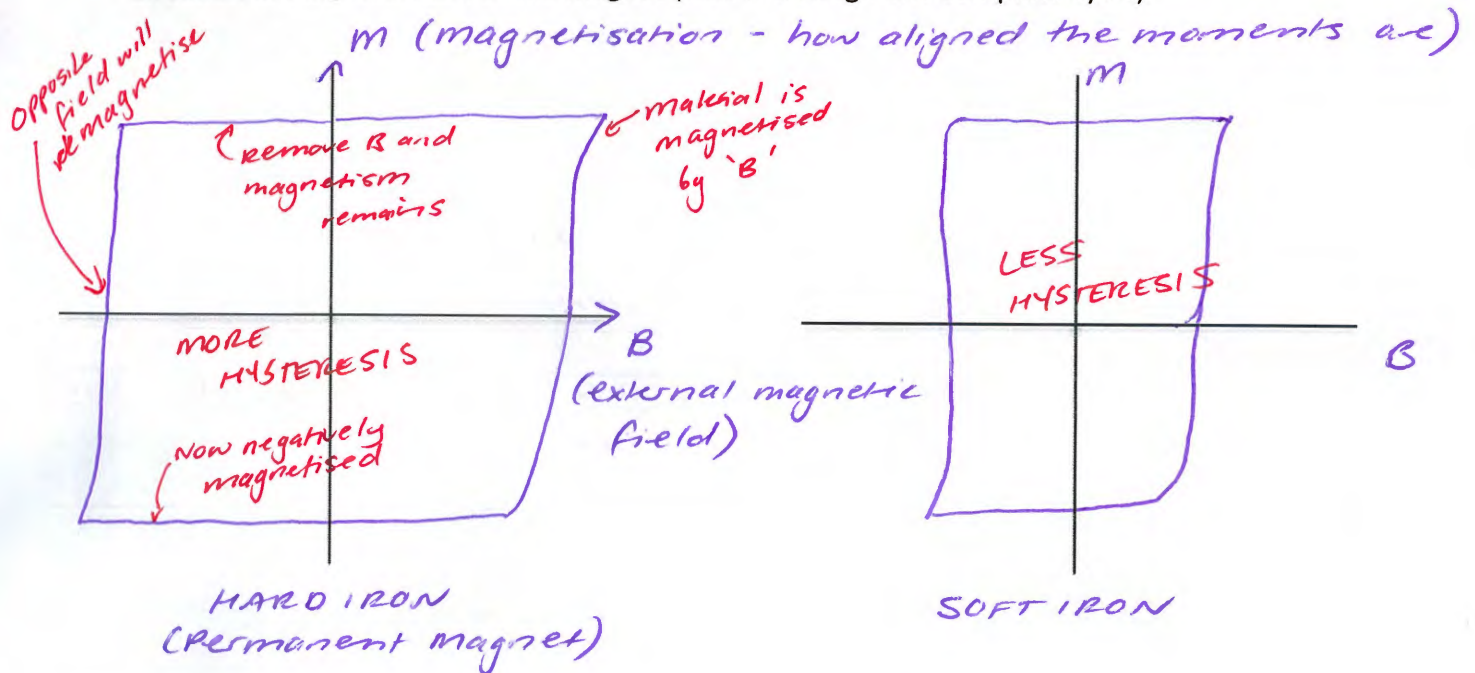 M (magnetisation - how aligned the moments are)
Opposite
field will
demagnetise
Remove B and
magnetism
remains
material is
magnetised
by 'B'
MORE
HYSTERESIS
Now negatively
magnetised
B
(external magnetic
field)
HARD IRON
(Permanent Magnet)
M
LESS
HYSTERESIS
B
SOFT IRON